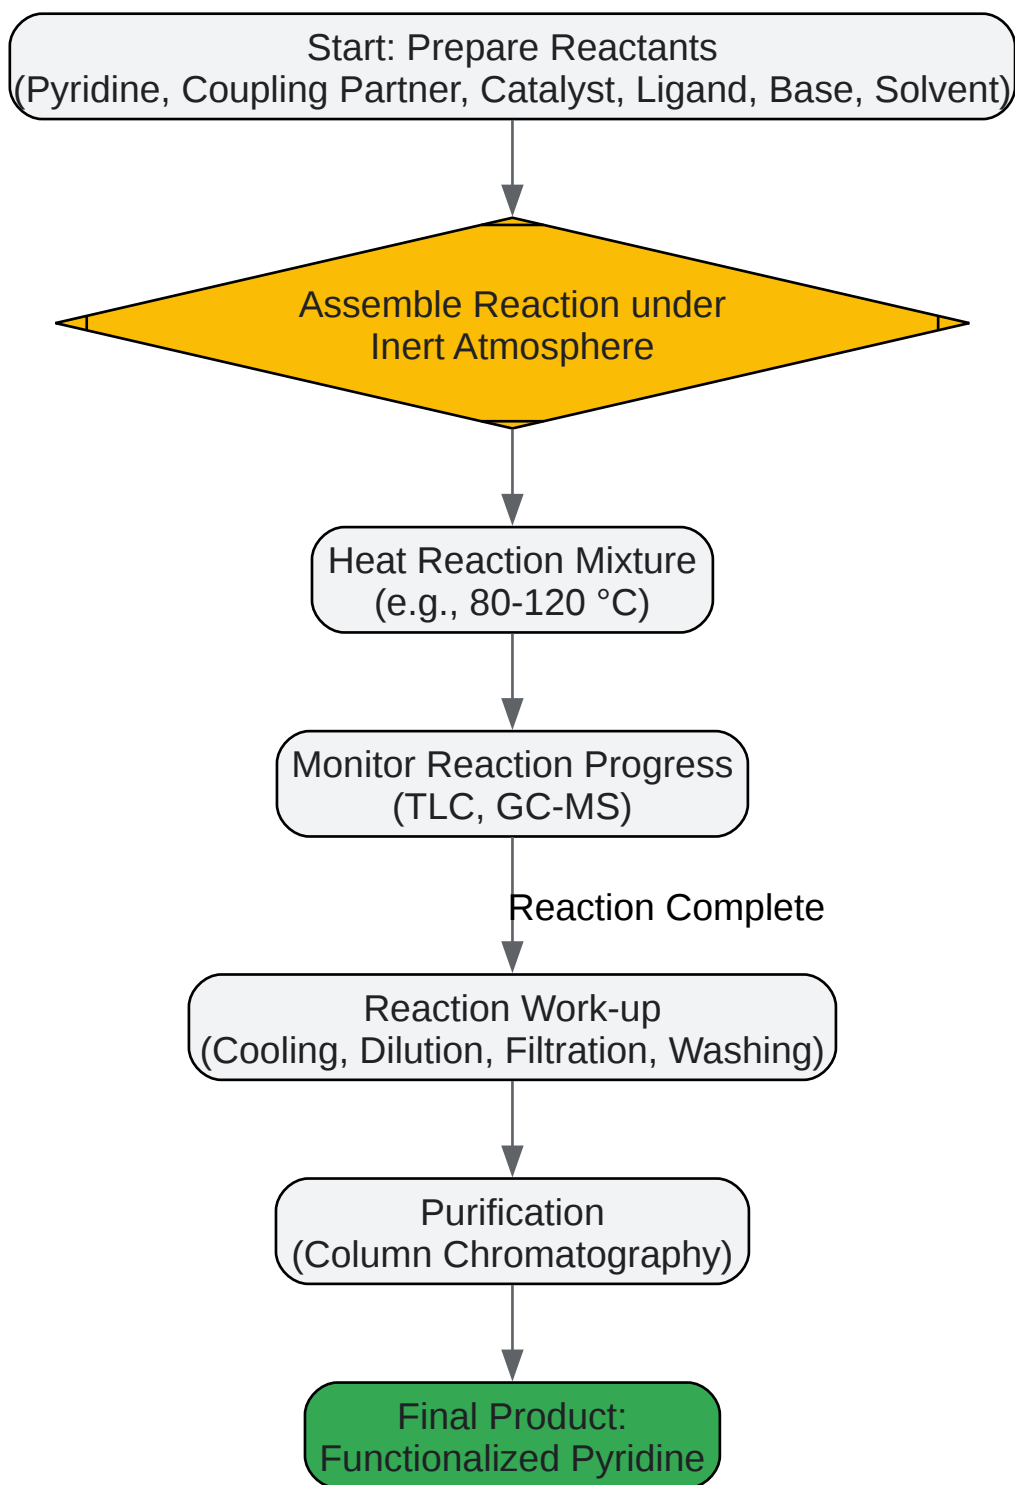 Start: Prepare Reactants
(Pyridine, Coupling Partner, Catalyst, Ligand, Base, Solvent)
Assemble Reaction under
Inert Atmosphere
Heat Reaction Mixture
(e.g., 80-120 °C)
Monitor Reaction Progress
(TLC, GC-MS)
Reaction Complete
Reaction Work-up
(Cooling, Dilution, Filtration, Washing)
Purification
(Column Chromatography)
Final Product:
Functionalized Pyridine